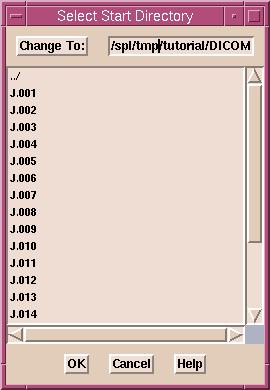 Select Start Directory
Change To: /spl/tmp/tutorial/DICOM
../
J.001
J.002
J.003
J.004
J.005
J.006
J.007
J.008
J.009
J.010
J.011
J.012
J.013
J.014
OK Cancel Help